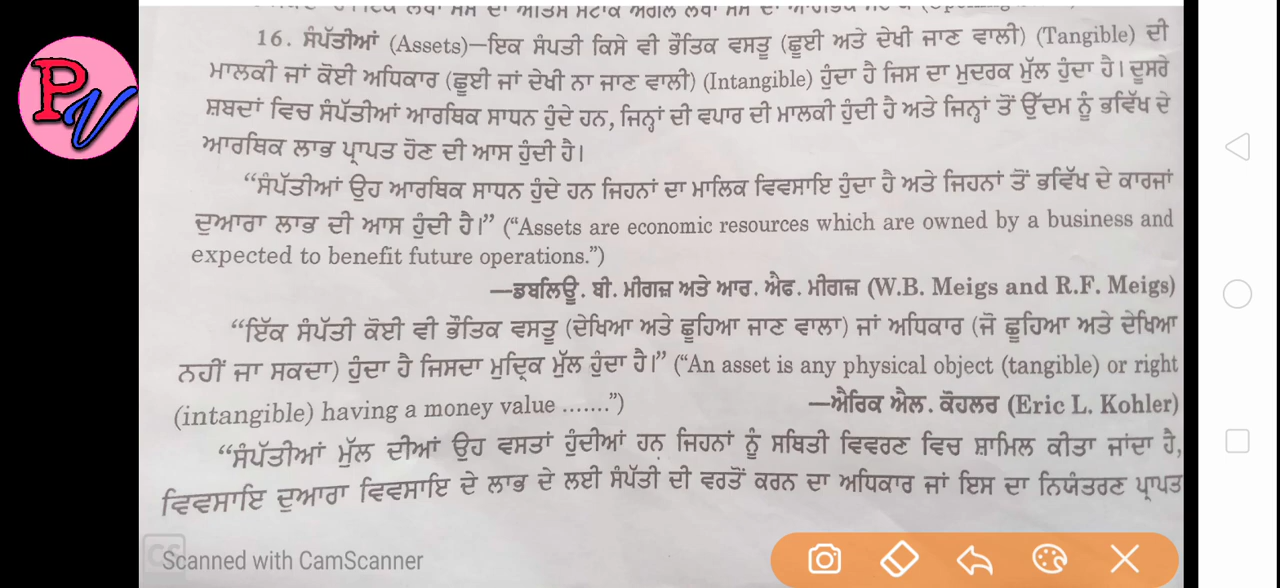 PV
16. ਸੰਪੱਤੀਆਂ (Assets)—ਇਕ ਸੰਪਤੀ ਕਿਸੇ ਵੀ ਭੌਤਿਕ ਵਸਤੂ (ਛੂਈ ਅਤੇ ਦੇਖੀ ਜਾਣ ਵਾਲੀ) (Tangible) ਦੀ
ਮਾਲਕੀ ਜਾਂ ਕੋਈ ਅਧਿਕਾਰ (ਛੂਈ ਜਾਂ ਦੇਖੀ ਨਾ ਜਾਣ ਵਾਲੀ) (Intangible) ਹੁੰਦਾ ਹੈ ਜਿਸ ਦਾ ਮੁਦਰਕ ਮੁੱਲ ਹੁੰਦਾ ਹੈ। ਦੂਸਰੇ
ਸ਼ਬਦਾਂ ਵਿਚ ਸੰਪੱਤੀਆਂ ਆਰਥਿਕ ਸਾਧਨ ਹੁੰਦੇ ਹਨ, ਜਿਨ੍ਹਾਂ ਦੀ ਵਪਾਰ ਦੀ ਮਾਲਕੀ ਹੁੰਦੀ ਹੈ ਅਤੇ ਜਿਨ੍ਹਾਂ ਤੋਂ ਉੱਦਮ ਨੂੰ ਭਵਿੱਖ ਦੇ
ਆਰਥਿਕ ਲਾਭ ਪ੍ਰਾਪਤ ਹੋਣ ਦੀ ਆਸ ਹੁੰਦੀ ਹੈ।
“ਸੰਪੱਤੀਆਂ ਉਹ ਆਰਥਿਕ ਸਾਧਨ ਹੁੰਦੇ ਹਨ ਜਿਹਨਾਂ ਦਾ ਮਾਲਿਕ ਵਿਵਸਾਇ ਹੁੰਦਾ ਹੈ ਅਤੇ ਜਿਹਨਾਂ ਤੋਂ ਭਵਿੱਖ ਦੇ ਕਾਰਜਾਂ
ਦੁਆਰਾ ਲਾਭ ਦੀ ਆਸ ਹੁੰਦੀ ਹੈ।” (“Assets are economic resources which are owned by a business and
expected to benefit future operations.”)
—ਡਬਲਿਊ. ਬੀ. ਮੀਗਜ਼ ਅਤੇ ਆਰ. ਐਫ. ਮੀਗਜ਼ (W.B. Meigs and R.F. Meigs)
“ਇੱਕ ਸੰਪੱਤੀ ਕੋਈ ਵੀ ਭੌਤਿਕ ਵਸਤੂ (ਦੇਖਿਆ ਅਤੇ ਛੂਹਿਆ ਜਾਣ ਵਾਲਾ) ਜਾਂ ਅਧਿਕਾਰ (ਜੋ ਛੂਹਿਆ ਅਤੇ ਦੇਖਿਆ
ਨਹੀਂ ਜਾ ਸਕਦਾ) ਹੁੰਦਾ ਹੈ ਜਿਸਦਾ ਮੁਦ੍ਰਿਕ ਮੁੱਲ ਹੁੰਦਾ ਹੈ।” (“An asset is any physical object (tangible) or right
(intangible) having a money value .......”) —ਐਰਿਕ ਐਲ. ਕੋਹਲਰ (Eric L. Kohler)
“ਸੰਪੱਤੀਆਂ ਮੁੱਲ ਦੀਆਂ ਉਹ ਵਸਤਾਂ ਹੁੰਦੀਆਂ ਹਨ ਜਿਹਨਾਂ ਨੂੰ ਸਥਿਤੀ ਵਿਵਰਣ ਵਿਚ ਸ਼ਾਮਿਲ ਕੀਤਾ ਜਾਂਦਾ ਹੈ,
ਵਿਵਸਾਇ ਦੁਆਰਾ ਵਿਵਸਾਇ ਦੇ ਲਾਭ ਦੇ ਲਈ ਸੰਪੱਤੀ ਦੀ ਵਰਤੋਂ ਕਰਨ ਦਾ ਅਧਿਕਾਰ ਜਾਂ ਇਸ ਦਾ ਨਿਯੰਤਰਣ ਪ੍ਰਾਪਤ
Scanned with CamScanner